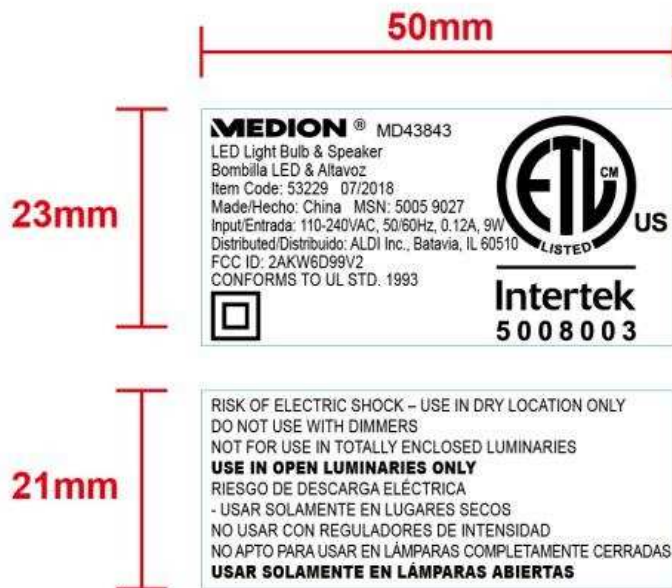 50mm
23mm
MEDION ® MD43843
LED Light Bulb & Speaker
Bombilla LED & Altavoz
Item Code: 53229 07/2018
Made/Hecho: China MSN: 5005 9027
Input/Entrada: 110-240VAC, 50/60Hz, 0.12A, 9W
Distributed/Distribuido: ALDI Inc., Batavia, IL 60510
FCC ID: 2AKW6D99V2
CONFORMS TO UL STD. 1993
ETL CM
LISTED
US
Intertek
5008003
21mm
RISK OF ELECTRIC SHOCK – USE IN DRY LOCATION ONLY
DO NOT USE WITH DIMMERS
NOT FOR USE IN TOTALLY ENCLOSED LUMINARIES
USE IN OPEN LUMINARIES ONLY
RIESGO DE DESCARGA ELÉCTRICA
- USAR SOLAMENTE EN LUGARES SECOS
NO USAR CON REGULADORES DE INTENSIDAD
NO APTO PARA USAR EN LÁMPARAS COMPLETAMENTE CERRADAS
USAR SOLAMENTE EN LÁMPARAS ABIERTAS